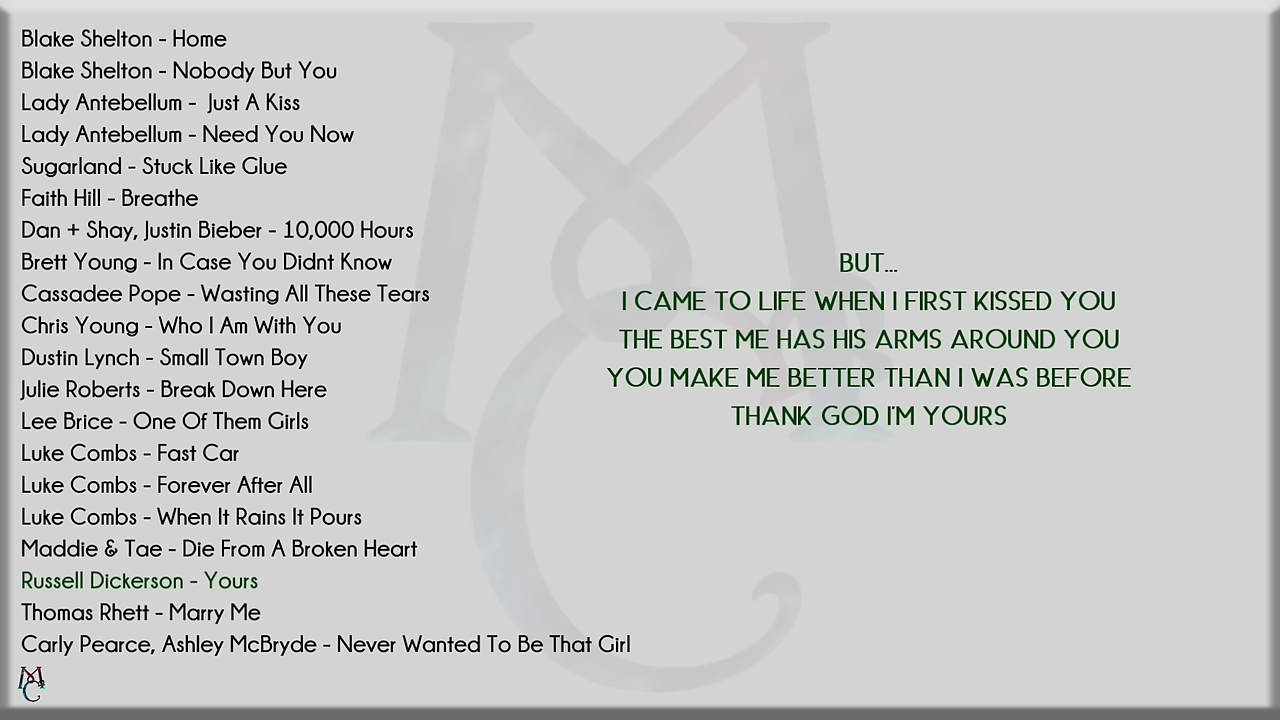 Blake Shelton - Home
Blake Shelton - Nobody But You
Lady Antebellum -  Just A Kiss
Lady Antebellum - Need You Now
Sugarland - Stuck Like Glue
Faith Hill - Breathe
Dan + Shay, Justin Bieber - 10,000 Hours
Brett Young - In Case You Didnt Know
Cassadee Pope - Wasting All These Tears
Chris Young - Who I Am With You
Dustin Lynch - Small Town Boy
Julie Roberts - Break Down Here
Lee Brice - One Of Them Girls
Luke Combs - Fast Car
Luke Combs - Forever After All
Luke Combs - When It Rains It Pours
Maddie & Tae - Die From A Broken Heart
Russell Dickerson - Yours
Thomas Rhett - Marry Me
Carly Pearce, Ashley McBryde - Never Wanted To Be That Girl
BUT...
I CAME TO LIFE WHEN I FIRST KISSED YOU
THE BEST ME HAS HIS ARMS AROUND YOU
YOU MAKE ME BETTER THAN I WAS BEFORE
THANK GOD I'M YOURS
MC